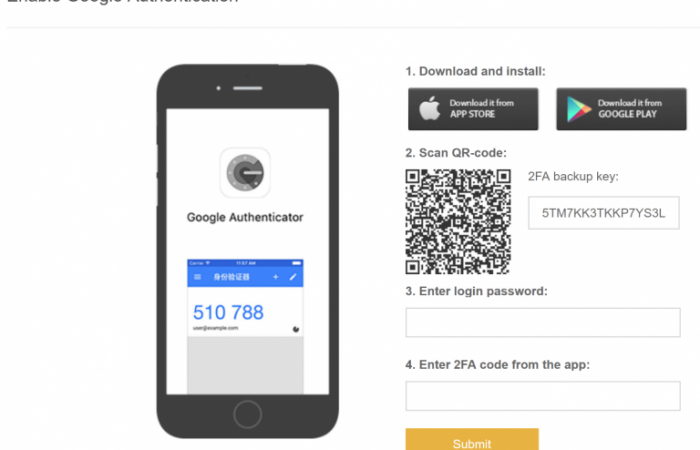 Enable Google Authentication
1. Download and install:
Download it from
APP STORE
Download it from
GOOGLE PLAY
2. Scan QR-code:
2FA backup key:
5TM7KK3TKKP7YS3L
Google Authenticator
Carrier 11:57 AM
身份验证器
510 788
user@example.com
3. Enter login password:
4. Enter 2FA code from the app:
Submit